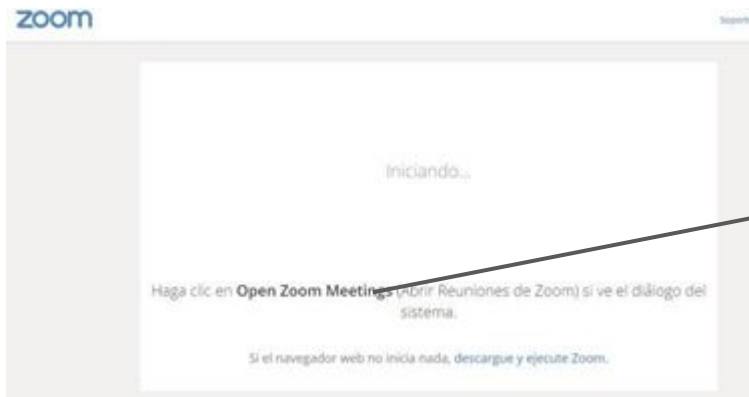 zoom
Soporte
Iniciando...
Haga clic en Open Zoom Meetings (Abrir Reuniones de Zoom) si ve el diálogo del
sistema.
Si el navegador web no inicia nada, descargue y ejecute Zoom.